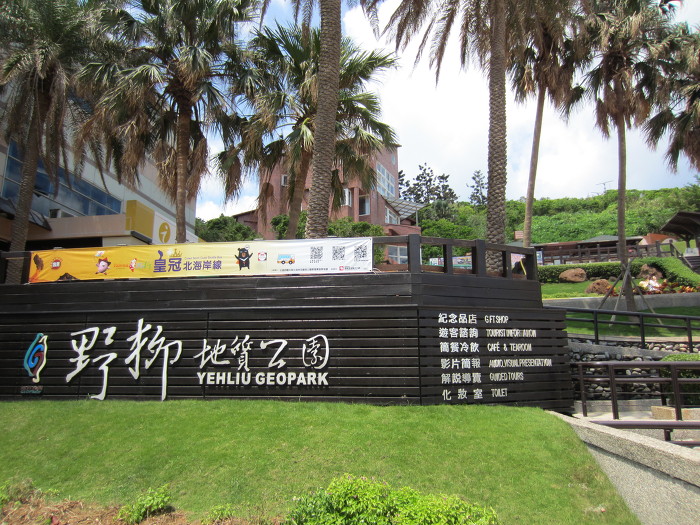 皇冠北海岸線
野柳地質公園
YEHLIU GEOPARK
紀念品店 GIFT SHOP
遊客諮詢 TOURIST INFORMATION
簡餐冷飲 CAFÉ & TEAROOM
影片簡報 AUDIO, VISUAL PRESENTATION
解說導覽 GUIDED TOURS
化妝室 TOILET